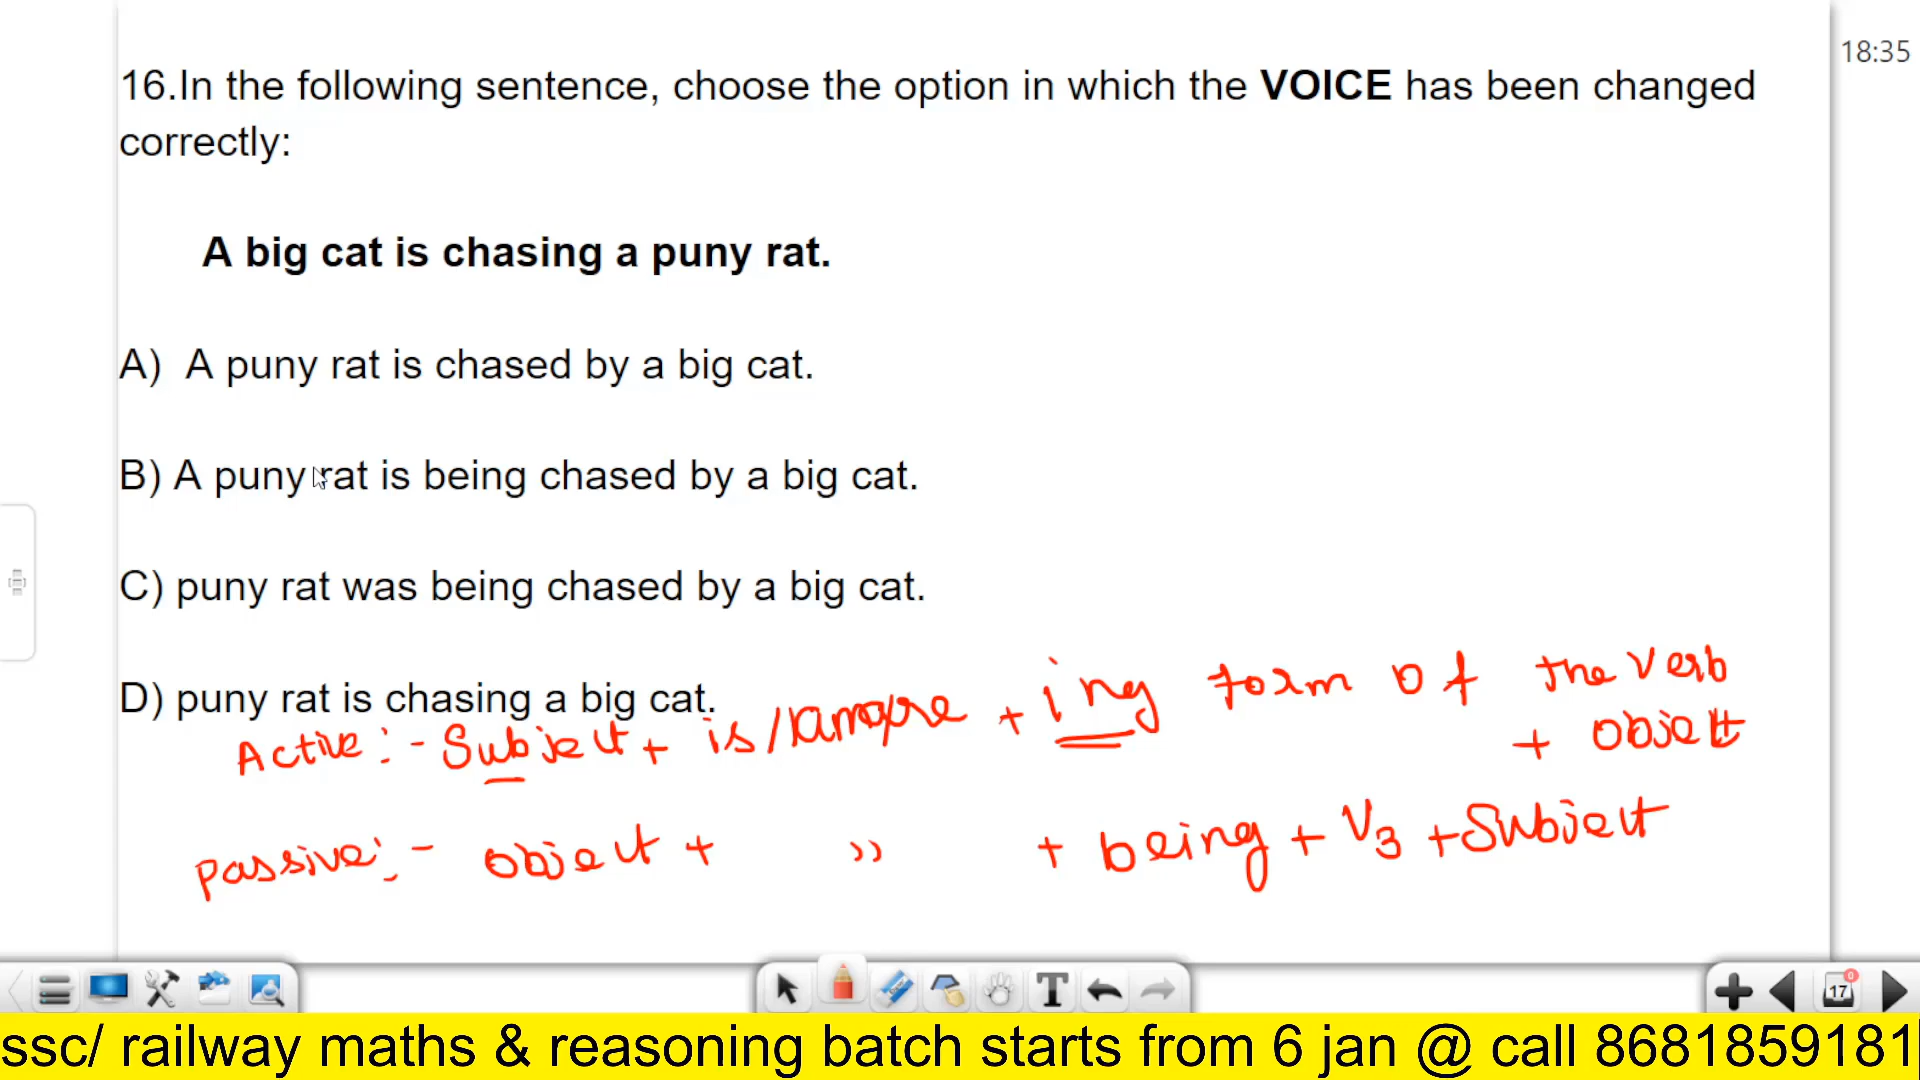 18:35
16.In the following sentence, choose the option in which the VOICE has been changed
correctly:
A big cat is chasing a puny rat.
A) A puny rat is chased by a big cat.
B) A puny rat is being chased by a big cat.
C) puny rat was being chased by a big cat.
D) puny rat is chasing a big cat.
Active:- Subject + is/am/are + ing form of the verb
+ object
passive:- object + " + being + V3 + Subject
T
17
0
ssc/ railway maths & reasoning batch starts from 6 jan @ call 8681859181